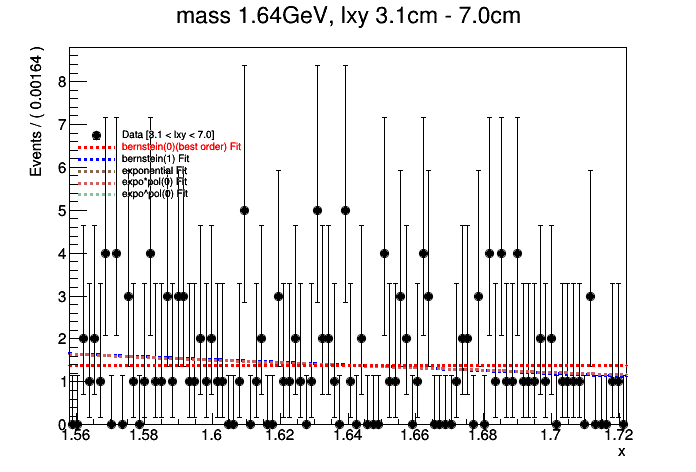 mass 1.64GeV, lxy 3.1cm - 7.0cm
Events / ( 0.00164 )
8
7
Data [3.1 < lxy < 7.0]
bernstein(0)(best order) Fit
bernstein(1) Fit
6
exponential Fit
expo*pol(0) Fit
expo^pol(0) Fit
5
4
3
2
1
0
1.56 1.58 1.6 1.62 1.64 1.66 1.68 1.7 1.72
x